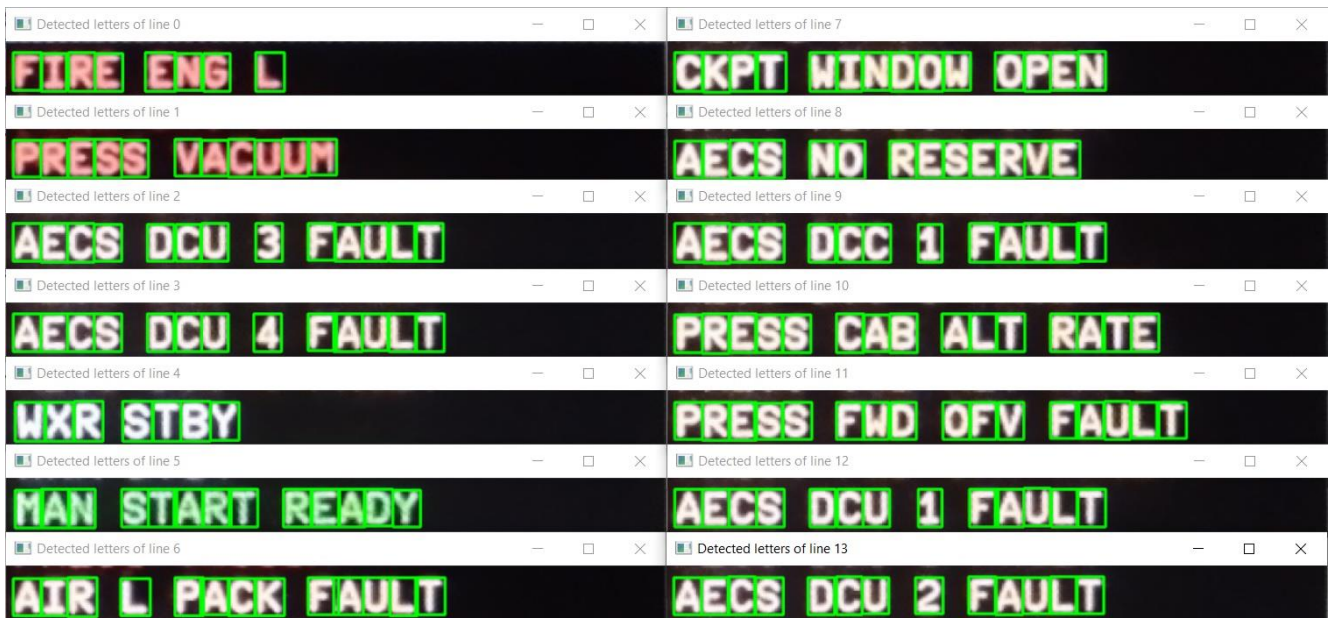 Detected letters of line 0
FIRE ENG L
Detected letters of line 1
PRESS VACUUM
Detected letters of line 2
AECS DCU 3 FAULT
Detected letters of line 3
AECS DCU 4 FAULT
Detected letters of line 4
WXR STBY
Detected letters of line 5
MAN START READY
Detected letters of line 6
AIR L PACK FAULT
Detected letters of line 7
CKPT WINDOW OPEN
Detected letters of line 8
AECS NO RESERVE
Detected letters of line 9
AECS DCC 1 FAULT
Detected letters of line 10
PRESS CAB ALT RATE
Detected letters of line 11
PRESS FWD OFV FAULT
Detected letters of line 12
AECS DCU 1 FAULT
Detected letters of line 13
AECS DCU 2 FAULT